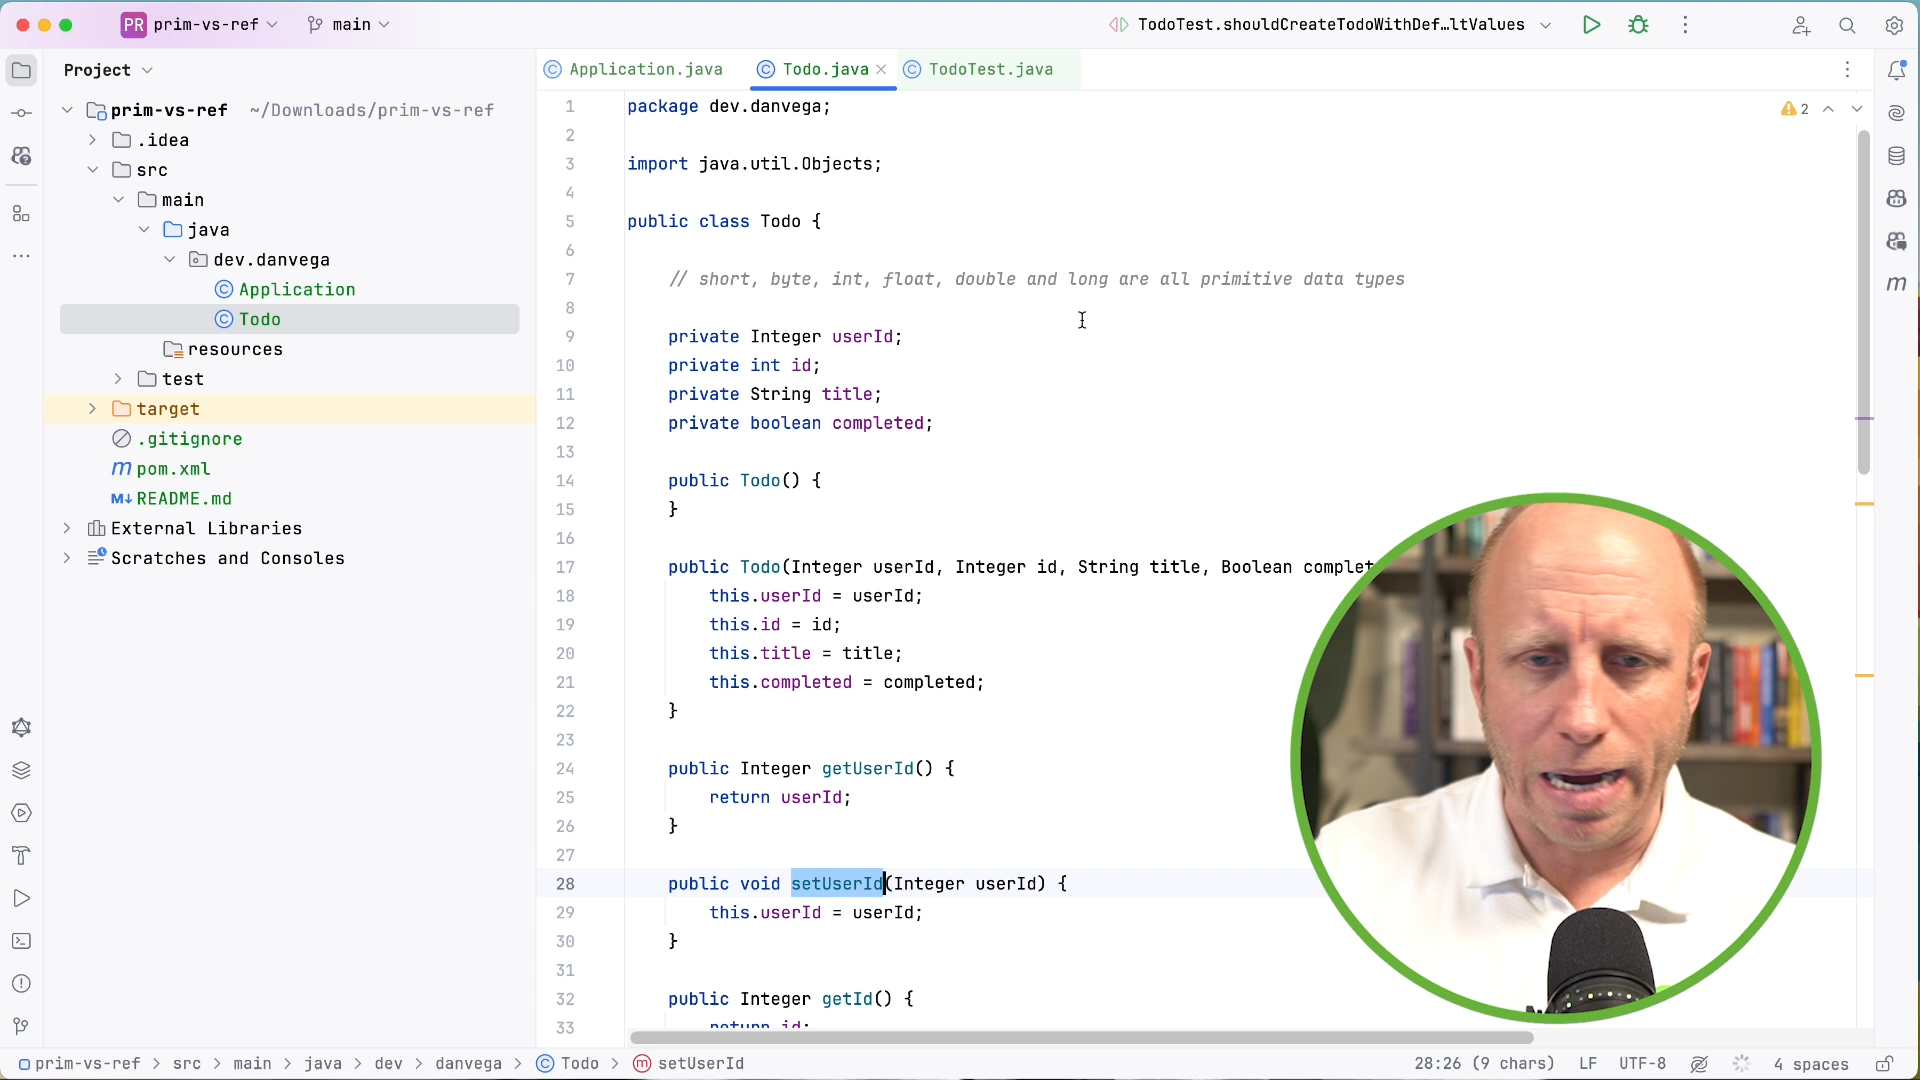 PR prim-vs-ref main TodoTest.shouldCreateTodoWithDef…ltValues
Project
prim-vs-ref ~/Downloads/prim-vs-ref
.idea
src
main
java
dev.danvega
Application
Todo
resources
test
target
.gitignore
pom.xml
README.md
External Libraries
Scratches and Consoles
Application.java Todo.java TodoTest.java
2
1 package dev.danvega;
2
3 import java.util.Objects;
4
5 public class Todo {
6
7 // short, byte, int, float, double and long are all primitive data types
8
9 private Integer userId;
10 private int id;
11 private String title;
12 private boolean completed;
13
14 public Todo() {
15 }
16
17 public Todo(Integer userId, Integer id, String title, Boolean complet
18 this.userId = userId;
19 this.id = id;
20 this.title = title;
21 this.completed = completed;
22 }
23
24 public Integer getUserId() {
25 return userId;
26 }
27
28 public void setUserId(Integer userId) {
29 this.userId = userId;
30 }
31
32 public Integer getId() {
33 return id;
prim-vs-ref > src > main > java > dev > danvega > Todo > setUserId 28:26 (9 chars) LF UTF-8 4 spaces